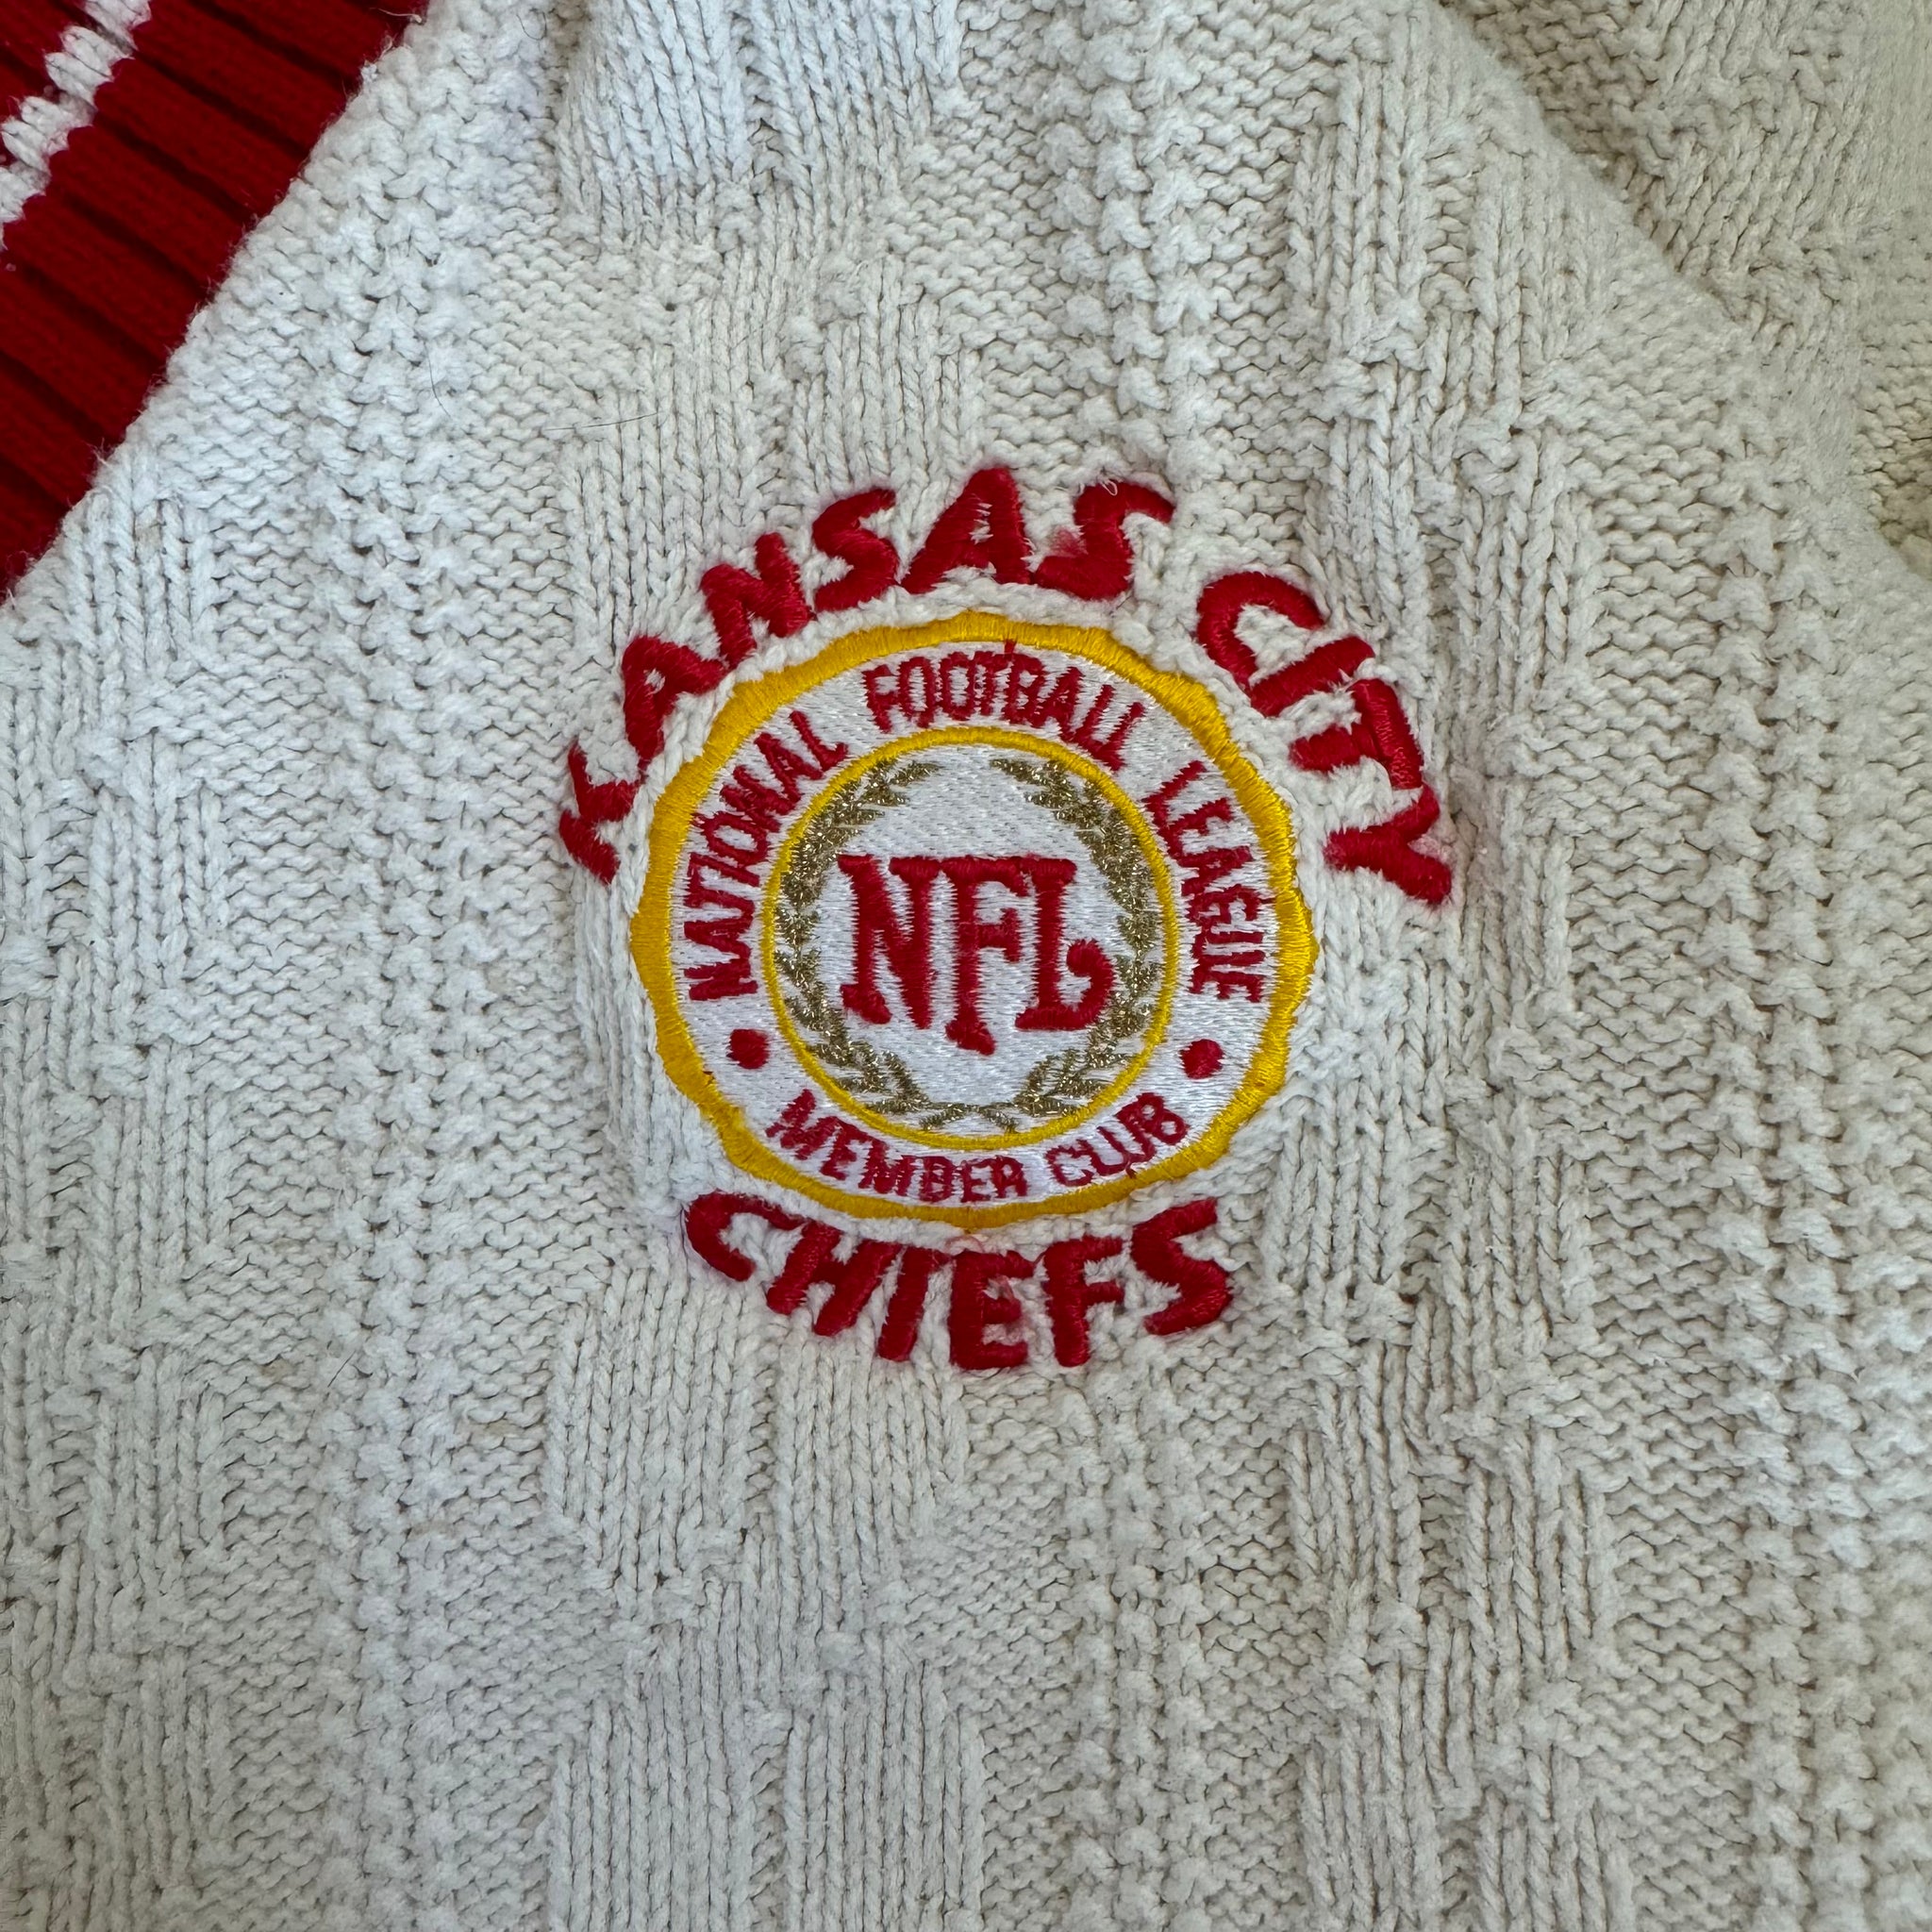 KANSAS CITY
NATIONAL FOOTBALL LEAGUE
NFL
MEMBER CLUB
CHIEFS